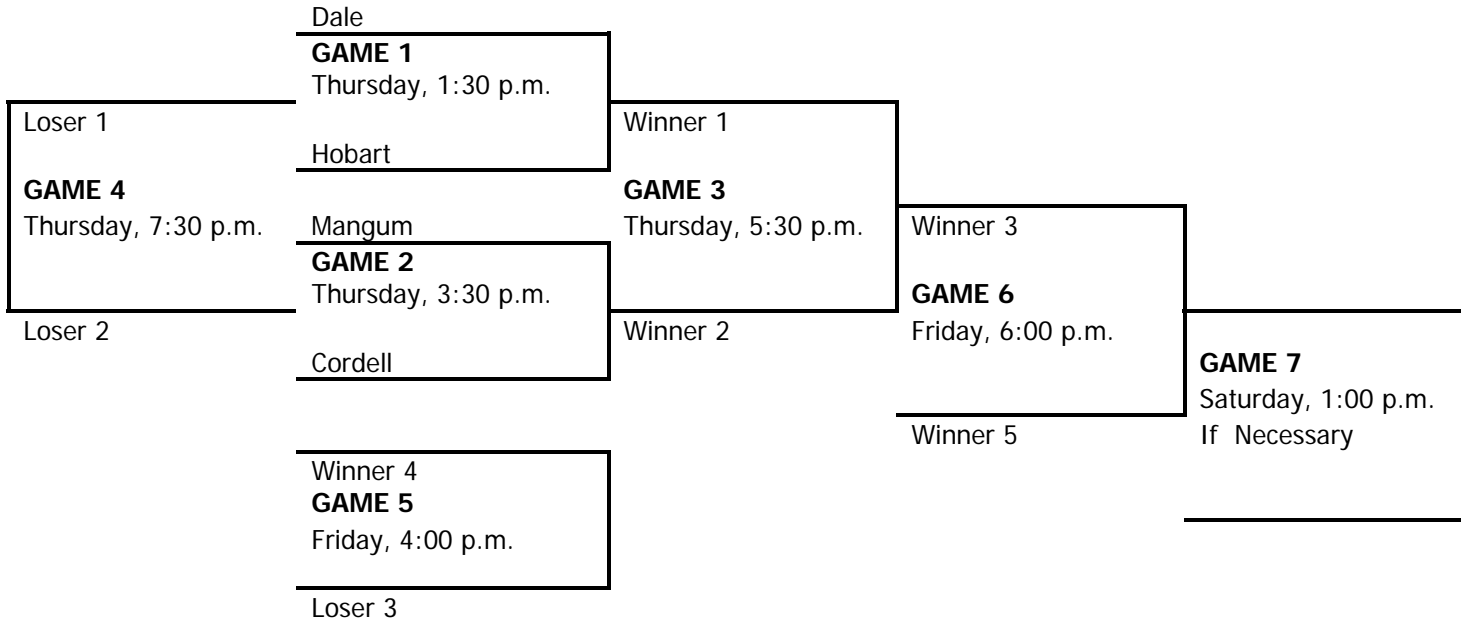 Dale
GAME 1
Thursday, 1:30 p.m.
Hobart
Loser 1
GAME 4
Thursday, 7:30 p.m.
Loser 2
Mangum
GAME 2
Thursday, 3:30 p.m.
Cordell
Winner 1
GAME 3
Thursday, 5:30 p.m.
Winner 2
Winner 3
GAME 6
Friday, 6:00 p.m.
Winner 5
GAME 7
Saturday, 1:00 p.m.
If Necessary
Winner 4
GAME 5
Friday, 4:00 p.m.
Loser 3